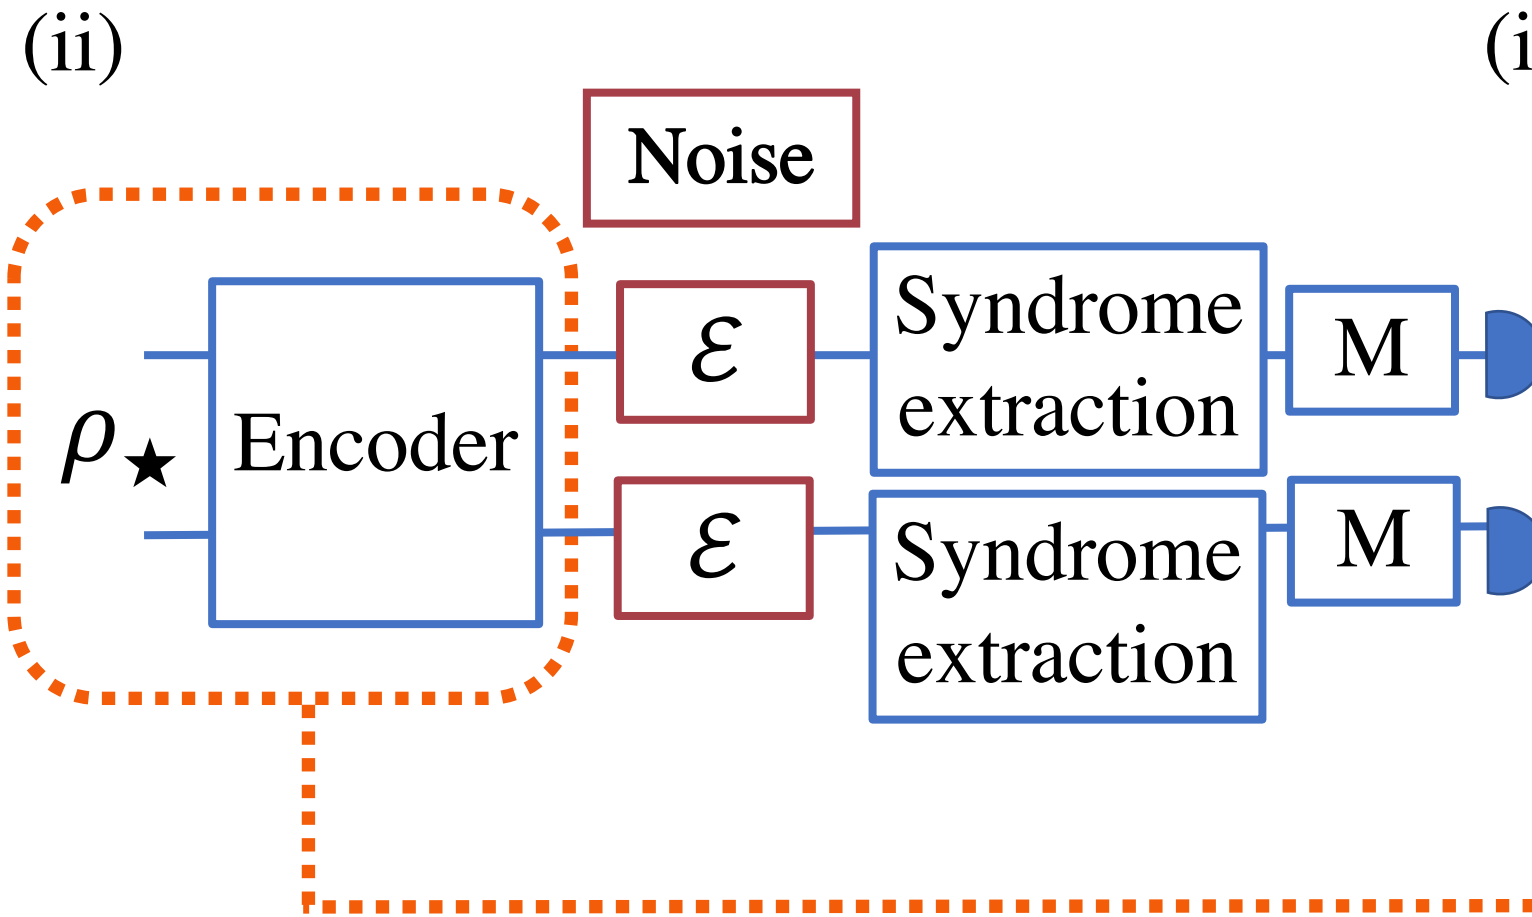 (ii)
(i
Noise
ℰ
Syndrome
extraction
M
ρ★
Encoder
ℰ
Syndrome
extraction
M